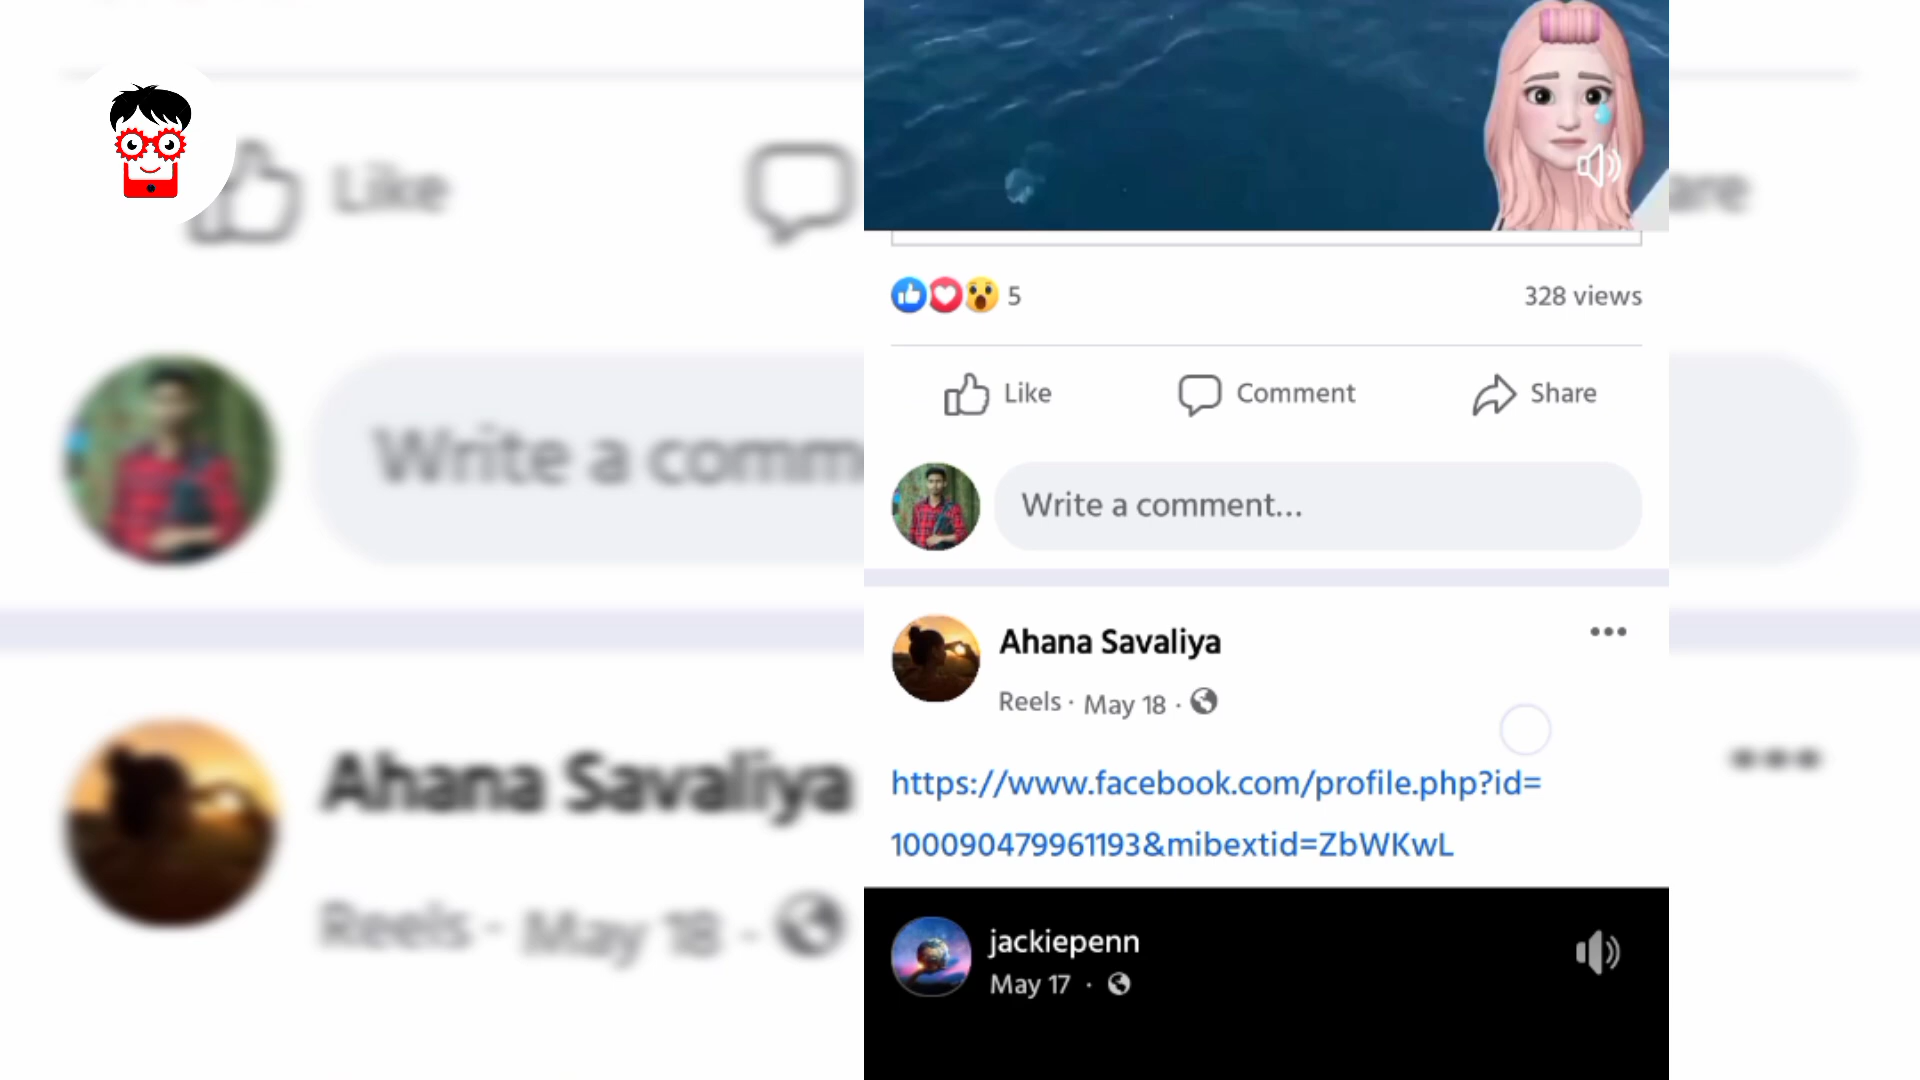 5
328 views
Like
Comment
Share
Write a comment...
Ahana Savaliya
Reels · May 18 ·
https://www.facebook.com/profile.php?id=
100090479961193&mibextid=ZbWKwL
jackiepenn
May 17 ·
Like
are
Write a comm
Ahana Savaliya
Reels · May 18 ·